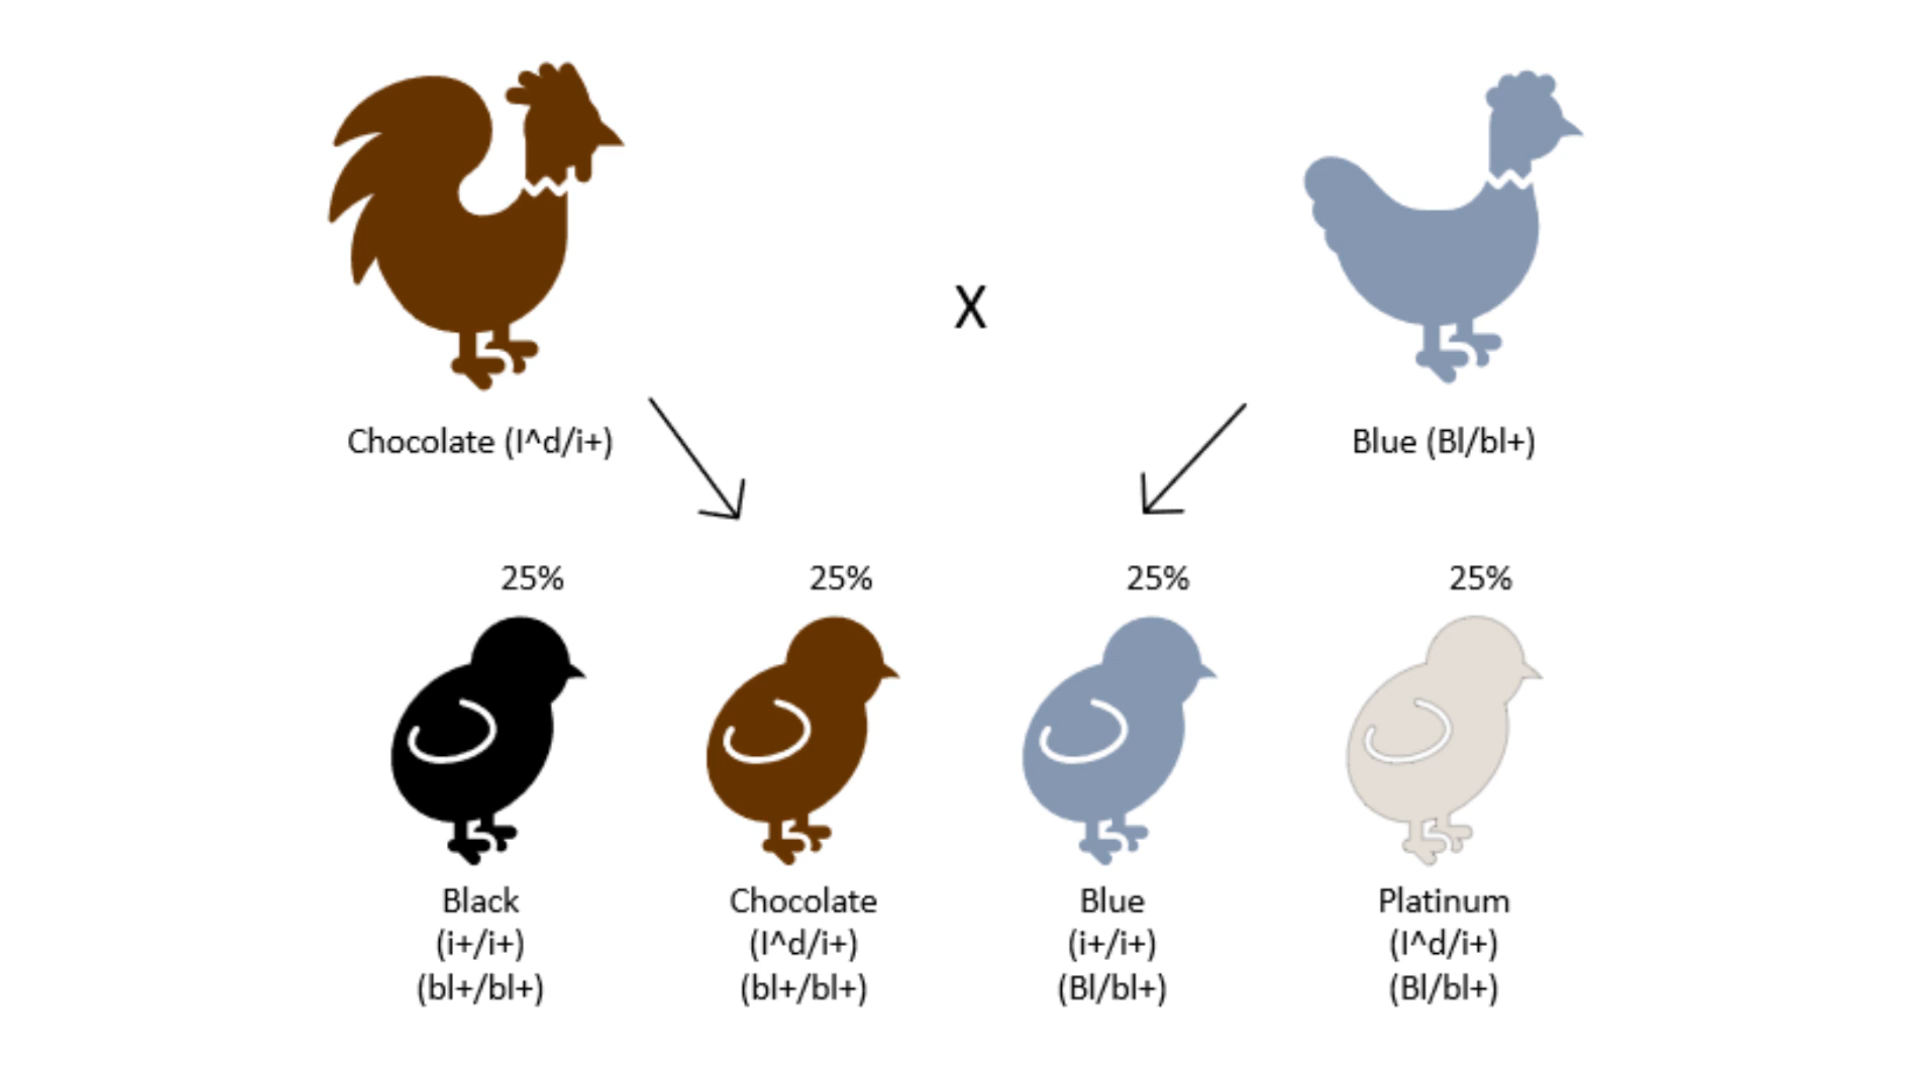 X
Chocolate (I^d/i+)
Blue (Bl/bl+)
25%
25%
25%
25%
Black
(i+/i+)
(bl+/bl+)
Chocolate
(I^d/i+)
(bl+/bl+)
Blue
(i+/i+)
(Bl/bl+)
Platinum
(I^d/i+)
(Bl/bl+)